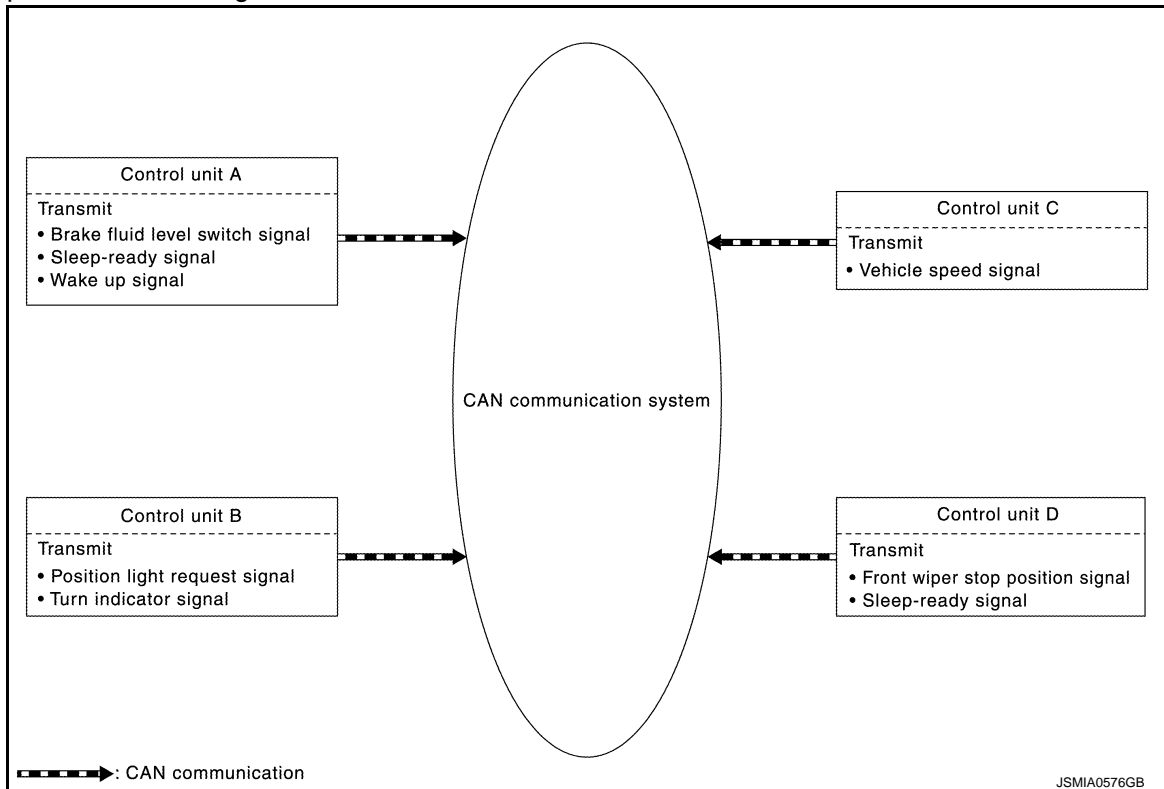 Control unit A
Transmit
• Brake fluid level switch signal
• Sleep-ready signal
• Wake up signal
Control unit C
Transmit
• Vehicle speed signal
CAN communication system
Control unit B
Transmit
• Position light request signal
• Turn indicator signal
Control unit D
Transmit
• Front wiper stop position signal
• Sleep-ready signal
: CAN communication
JSMIA0576GB